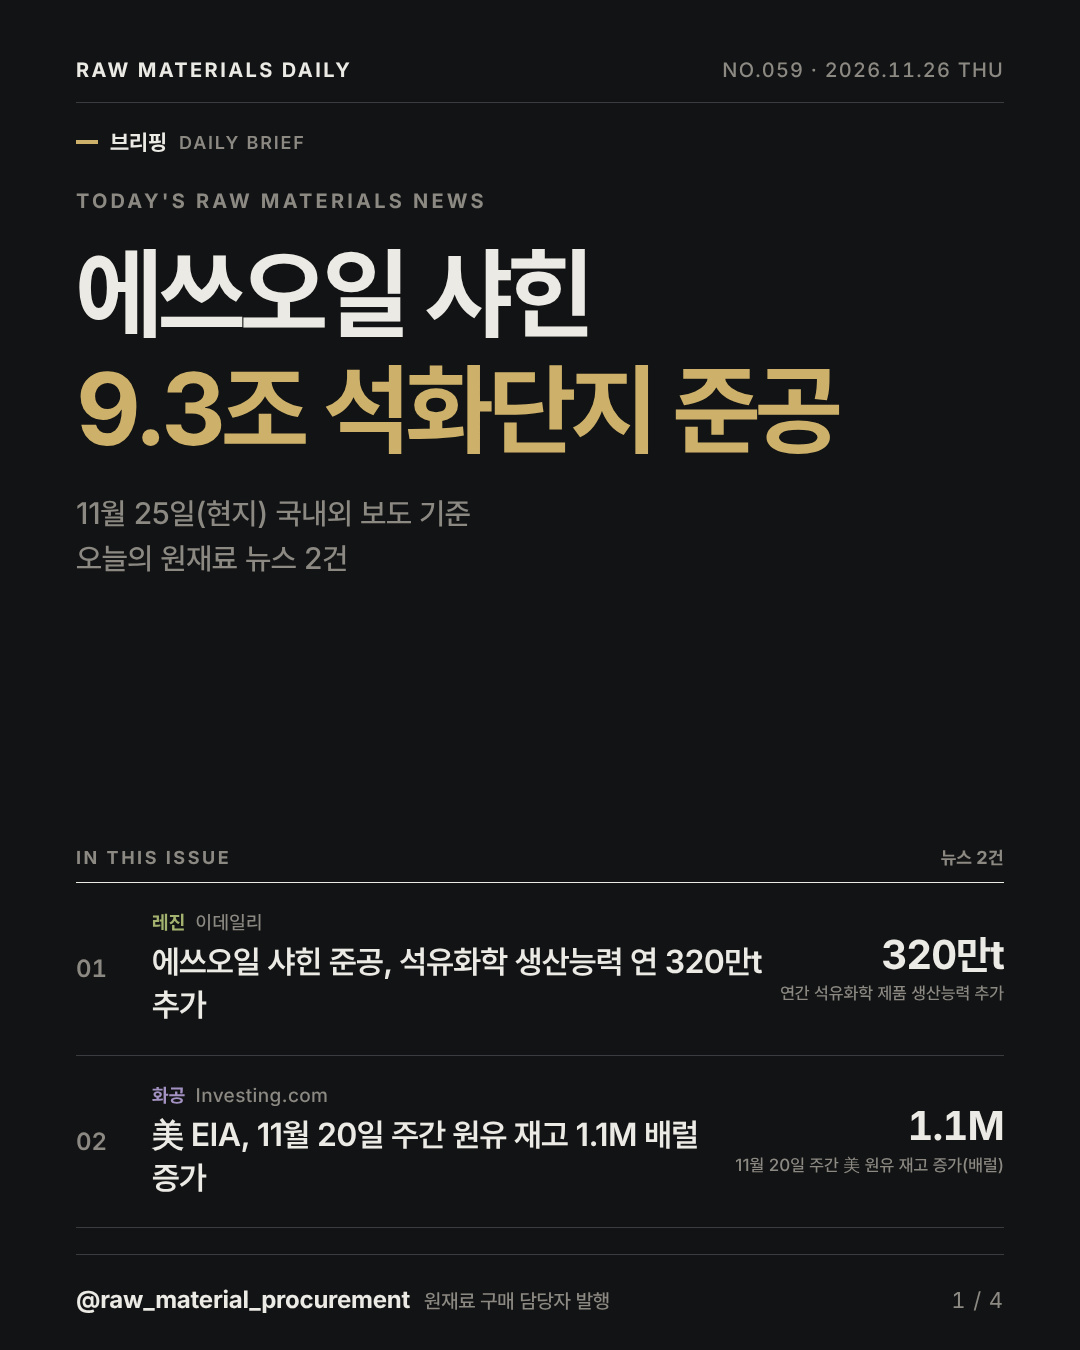 RAW MATERIALS DAILY
NO.059 · 2026.11.26 THU
브리핑 DAILY BRIEF
TODAY'S RAW MATERIALS NEWS
에쓰오일 샤힌
9.3조 석화단지 준공
11월 25일(현지) 국내외 보도 기준
오늘의 원재료 뉴스 2건
IN THIS ISSUE
뉴스 2건
레진 이데일리
01
에쓰오일 샤힌 준공, 석유화학 생산능력 연 320만t
추가
320만t
연간 석유화학 제품 생산능력 추가
화공 Investing.com
02
美 EIA, 11월 20일 주간 원유 재고 1.1M 배럴
증가
1.1M
11월 20일 주간 美 원유 재고 증가(배럴)
@raw_material_procurement 원재료 구매 담당자 발행
1 / 4